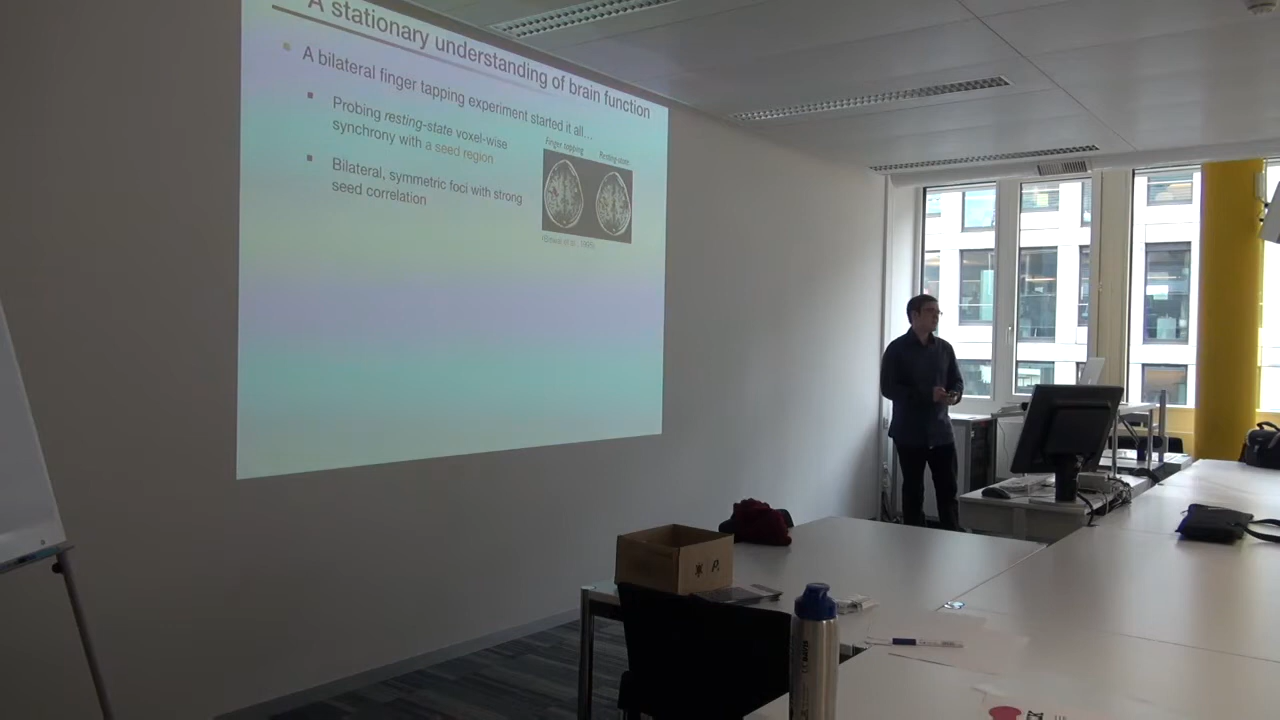 A stationary understanding of brain function
A bilateral finger tapping experiment started it all...
Probing resting-state voxel-wise
synchrony with a seed region
Finger tapping
Resting-state
Bilateral, symmetric foci with strong
seed correlation